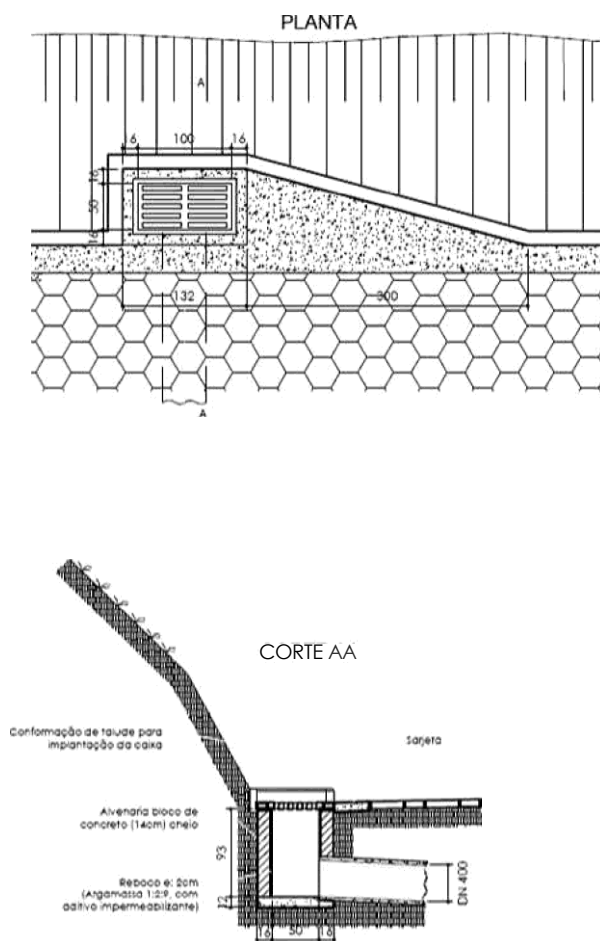 PLANTA
A
16 100 16
16
50
16
132 300
A
CORTE AA
Conformação de talude para
implantação da caixa
Sarjeta
Alvenaria bloco de
concreto (14cm) cheio
93
Reboco e: 2cm
(Argamassa 1:2:9, com
aditivo impermeabilizante)
12
DN 400
16 50 16